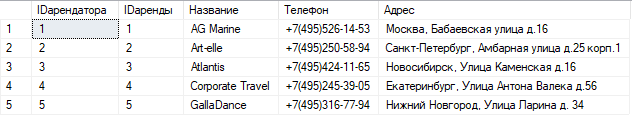 IDарендатора IDаренды Название Телефон Адрес
1 1 1 AG Marine +7(495)526-14-53 Москва, Бабаевская улица д.16
2 2 2 Art-elle +7(495)250-58-94 Санкт-Петербург, Амбарная улица д.25 корп.1
3 3 3 Atlantis +7(495)424-11-65 Новосибирск, Улица Каменская д.16
4 4 4 Corporate Travel +7(495)245-39-05 Екатеринбург, Улица Антона Валека д.56
5 5 5 GallaDance +7(495)316-77-94 Нижний Новгород, Улица Ларина д. 34